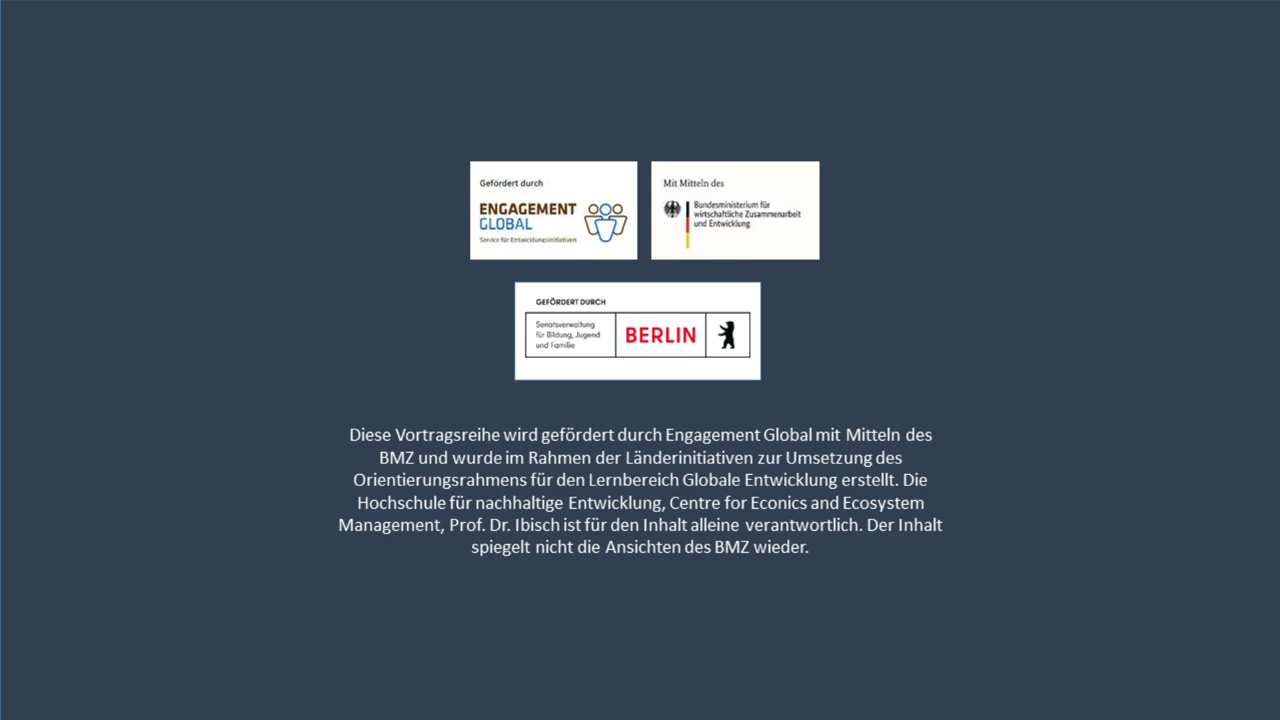 Gefördert durch
ENGAGEMENT
GLOBAL
Service für Entwicklungsinitiativen
Mit Mitteln des
Bundesministerium für
wirtschaftliche Zusammenarbeit
und Entwicklung
GEFÖRDERT DURCH
Senatsverwaltung
für Bildung, Jugend
und Familie
BERLIN
Diese Vortragsreihe wird gefördert durch Engagement Global mit Mitteln des
BMZ und wurde im Rahmen der Länderinitiativen zur Umsetzung des
Orientierungsrahmens für den Lernbereich Globale Entwicklung erstellt. Die
Hochschule für nachhaltige Entwicklung, Centre for Econics and Ecosystem
Management, Prof. Dr. Ibisch ist für den Inhalt alleine verantwortlich. Der Inhalt
spiegelt nicht die Ansichten des BMZ wieder.